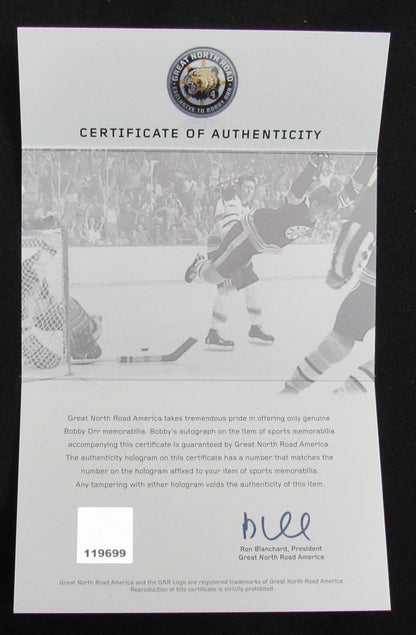 GREAT NORTH ROAD
EXCLUSIVE TO BOBBY ORR
CERTIFICATE OF AUTHENTICITY
Great North Road America takes tremendous pride in offering only genuine
Bobby Orr memorabilia. Bobby's autograph on the item of sports memorabilia
accompanying this certificate is guaranteed by Great North Road America.
The authenticity hologram on this certificate has a number that matches the
number on the hologram affixed to your item of sports memorabilia.
Any tampering with either hologram voids the authenticity of this item.
119699
Ron Blanchard, President
Great North Road America
Great North Road America and the GNR Logo are registered trademarks of Great North Road America.
Reproduction of this certificate is strictly prohibited.